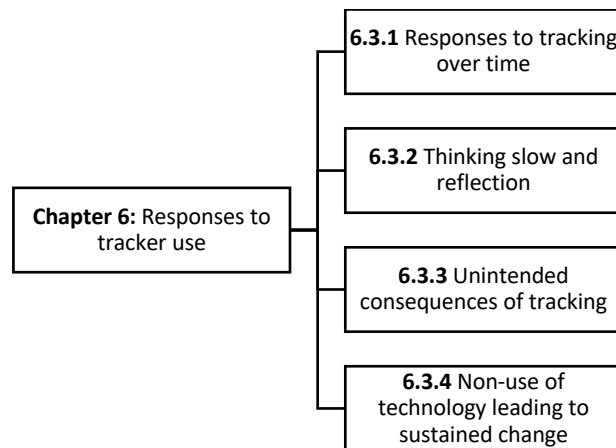 6.3.1 Responses to tracking
over time
6.3.2 Thinking slow and
reflection
Chapter 6: Responses to
tracker use
6.3.3 Unintended
consequences of tracking
6.3.4 Non-use of
technology leading to
sustained change